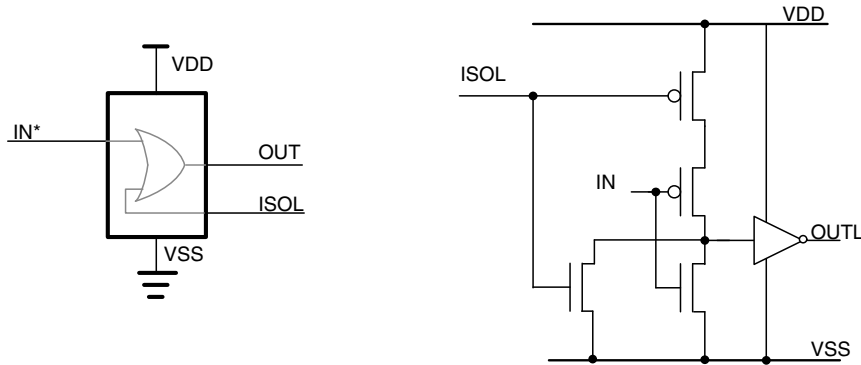 VDD
IN*
OUT
ISOL
VSS
VDD
ISOL
IN
OUTL
VSS